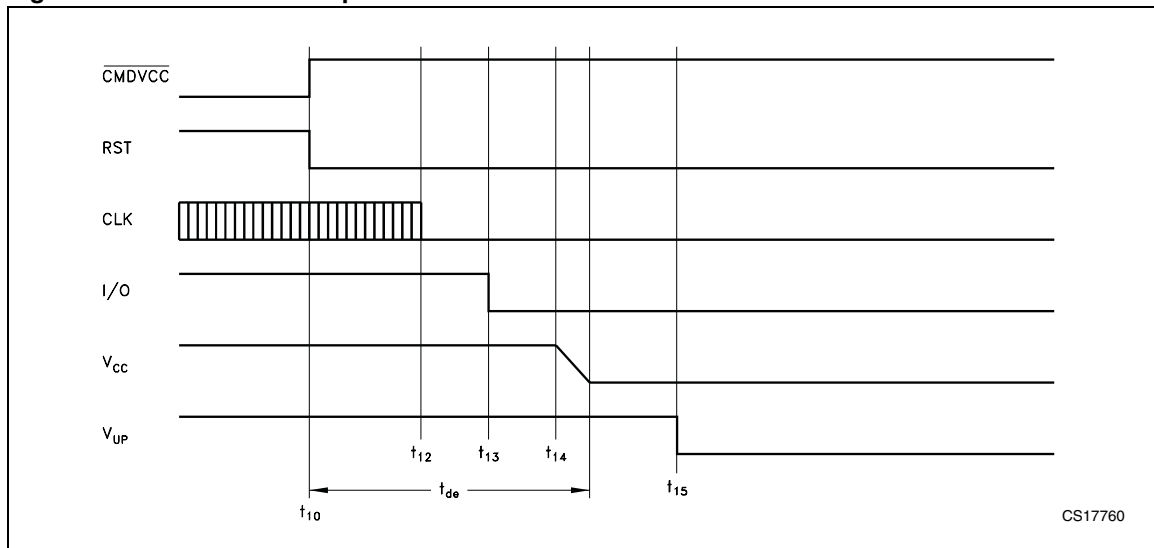 CMDVCC
RST
CLK
I/O
VCC
VUP
t12
t13
t14
tde
t15
t10
CS17760